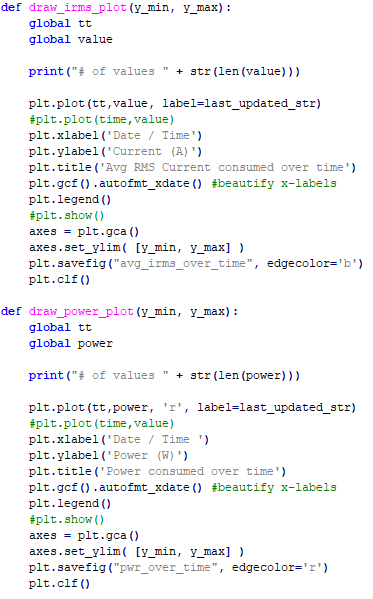 def draw_irms_plot(y_min, y_max):
    global tt
    global value

    print("# of values " + str(len(value)))

    plt.plot(tt,value, label=last_updated_str)
    #plt.plot(time,value)
    plt.xlabel('Date / Time')
    plt.ylabel('Current (A)')
    plt.title('Avg RMS Current consumed over time')
    plt.gcf().autofmt_xdate() #beautify x-labels
    plt.legend()
    #plt.show()
    axes = plt.gca()
    axes.set_ylim( [y_min, y_max] )
    plt.savefig("avg_irms_over_time", edgecolor='b')
    plt.clf()

def draw_power_plot(y_min, y_max):
    global tt
    global power

    print("# of values " + str(len(power)))

    plt.plot(tt,power, 'r', label=last_updated_str)
    #plt.plot(time,value)
    plt.xlabel('Date / Time ')
    plt.ylabel('Power (W)')
    plt.title('Power consumed over time')
    plt.gcf().autofmt_xdate() #beautify x-labels
    plt.legend()
    #plt.show()
    axes = plt.gca()
    axes.set_ylim( [y_min, y_max] )
    plt.savefig("pwr_over_time", edgecolor='r')
    plt.clf()